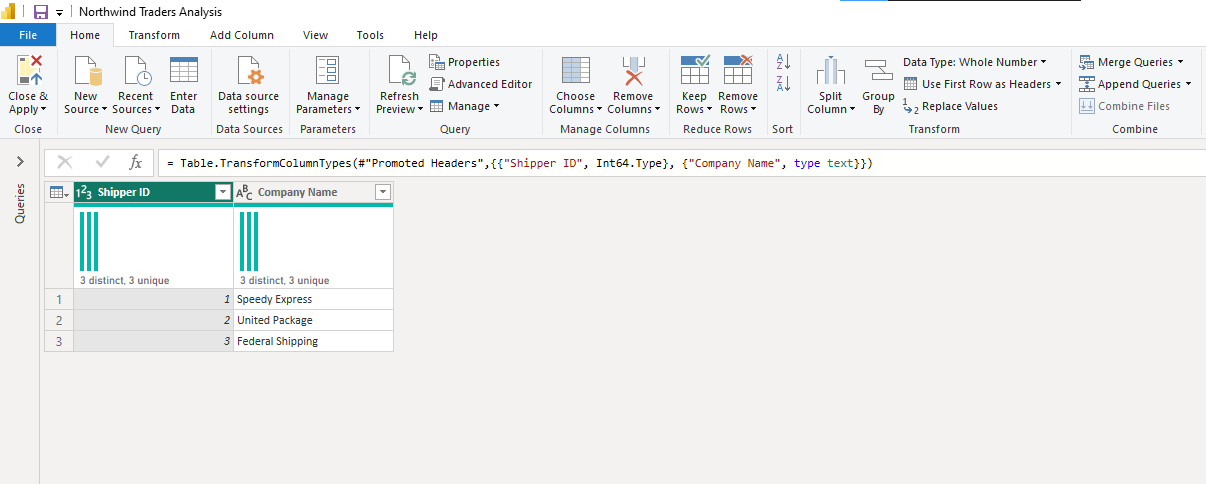 Northwind Traders Analysis
File Home Transform Add Column View Tools Help
Close & Apply
New Source
Recent Sources
Enter Data
Data source settings
Manage Parameters
Refresh Preview
Properties
Advanced Editor
Manage
Choose Columns
Remove Columns
Keep Rows
Remove Rows
A Z
Z A
Split Column
Group By
Data Type: Whole Number
Use First Row as Headers
1 2 Replace Values
Merge Queries
Append Queries
Combine Files
Close New Query Data Sources Parameters Query Manage Columns Reduce Rows Sort Transform Combine
Queries
fx = Table.TransformColumnTypes(#"Promoted Headers",{{"Shipper ID", Int64.Type}, {"Company Name", type text}})
123 Shipper ID ABC Company Name
3 distinct, 3 unique 3 distinct, 3 unique
1 1 Speedy Express
2 2 United Package
3 3 Federal Shipping